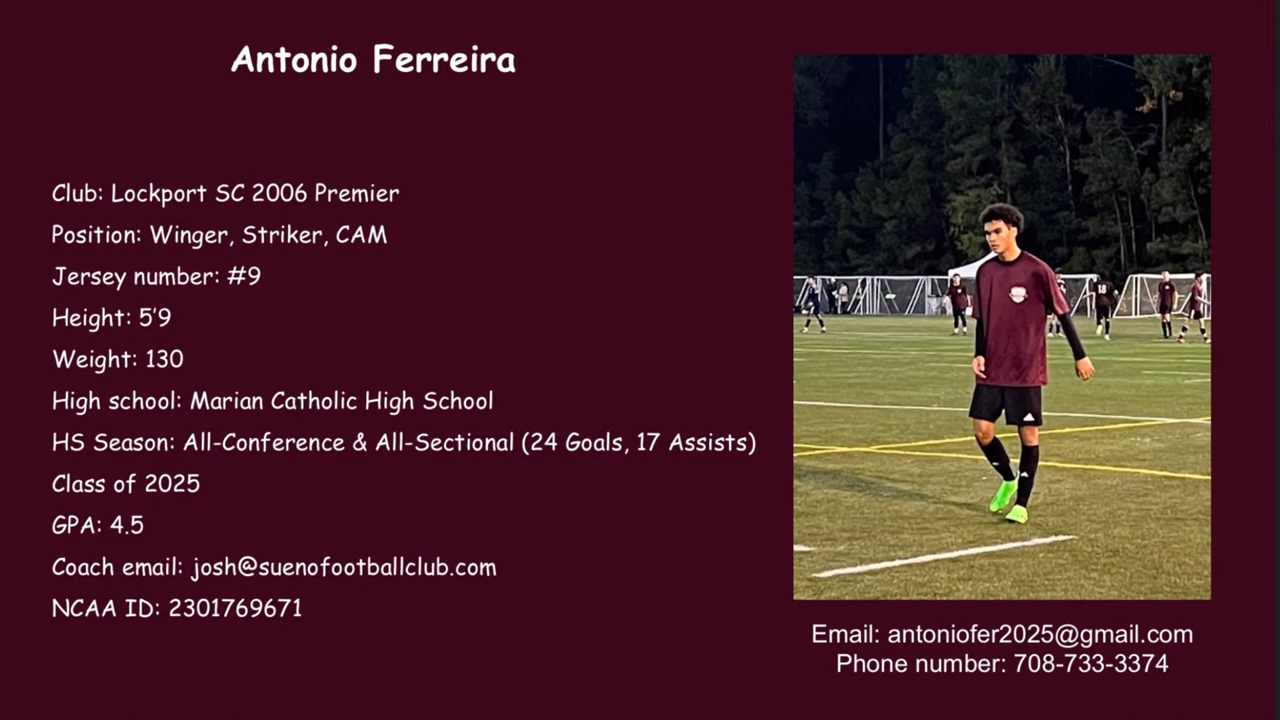 Antonio Ferreira
Club: Lockport SC 2006 Premier
Position: Winger, Striker, CAM
Jersey number: #9
Height: 5'9
Weight: 130
High school: Marian Catholic High School
HS Season: All-Conference & All-Sectional (24 Goals, 17 Assists)
Class of 2025
GPA: 4.5
Coach email: josh@suenofootballclub.com
NCAA ID: 2301769671
Email: antoniofer2025@gmail.com
Phone number: 708-733-3374